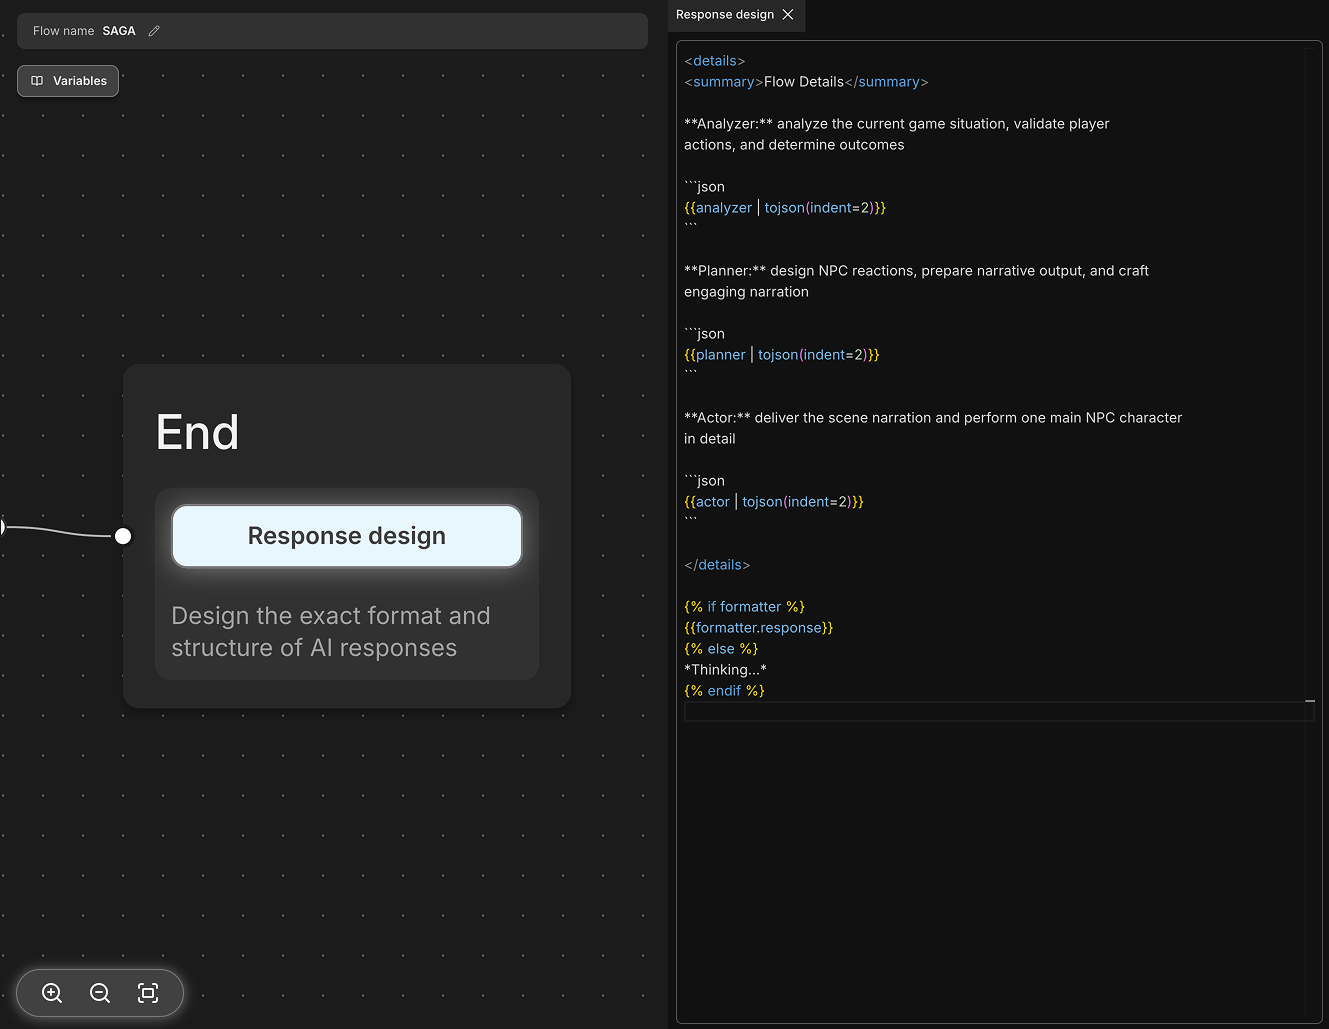 Flow name SAGA
Variables
End
Response design
Design the exact format and
structure of AI responses
Response design
<details>
<summary>Flow Details</summary>
**Analyzer:** analyze the current game situation, validate player
actions, and determine outcomes
```json
{{analyzer | tojson(indent=2)}}
```
**Planner:** design NPC reactions, prepare narrative output, and craft
engaging narration
```json
{{planner | tojson(indent=2)}}
```
**Actor:** deliver the scene narration and perform one main NPC character
in detail
```json
{{actor | tojson(indent=2)}}
```
</details>
{% if formatter %}
{{formatter.response}}
{% else %}
*Thinking...*
{% endif %}